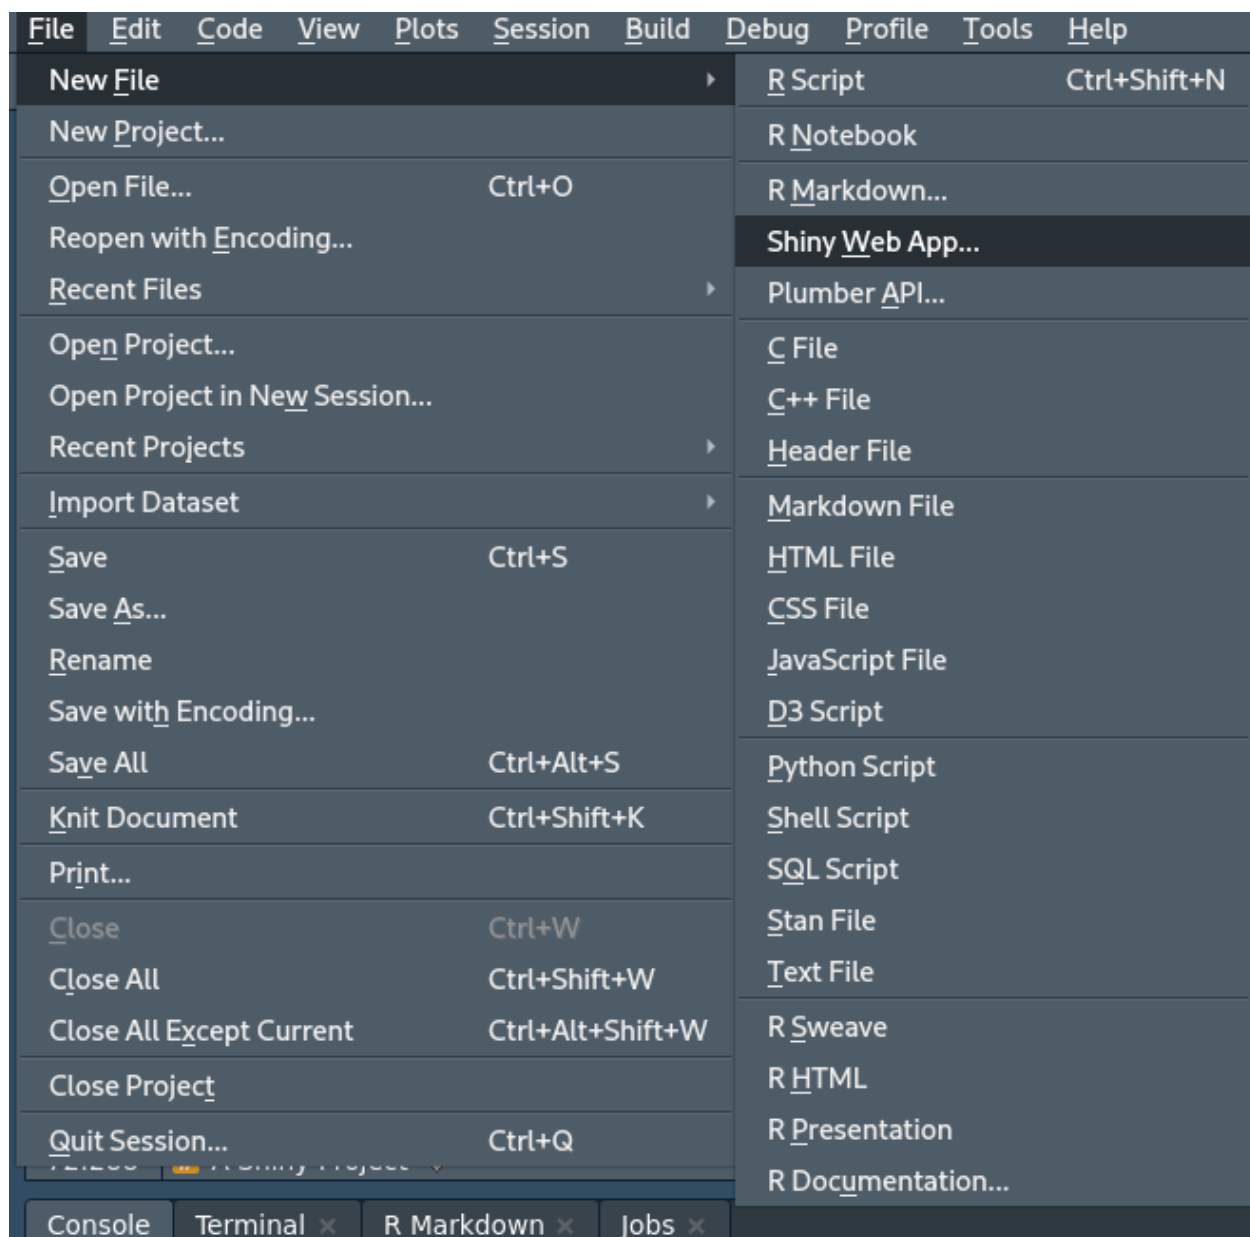 File Edit Code View Plots Session Build Debug Profile Tools Help
New File
New Project...
Open File... Ctrl+O
Reopen with Encoding...
Recent Files
Open Project...
Open Project in New Session...
Recent Projects
Import Dataset
Save Ctrl+S
Save As...
Rename
Save with Encoding...
Save All Ctrl+Alt+S
Knit Document Ctrl+Shift+K
Print...
Close Ctrl+W
Close All Ctrl+Shift+W
Close All Except Current Ctrl+Alt+Shift+W
Close Project
Quit Session... Ctrl+Q
R Script Ctrl+Shift+N
R Notebook
R Markdown...
Shiny Web App...
Plumber API...
C File
C++ File
Header File
Markdown File
HTML File
CSS File
JavaScript File
D3 Script
Python Script
Shell Script
SQL Script
Stan File
Text File
R Sweave
R HTML
R Presentation
R Documentation...
A Shiny Project
Console Terminal R Markdown Jobs